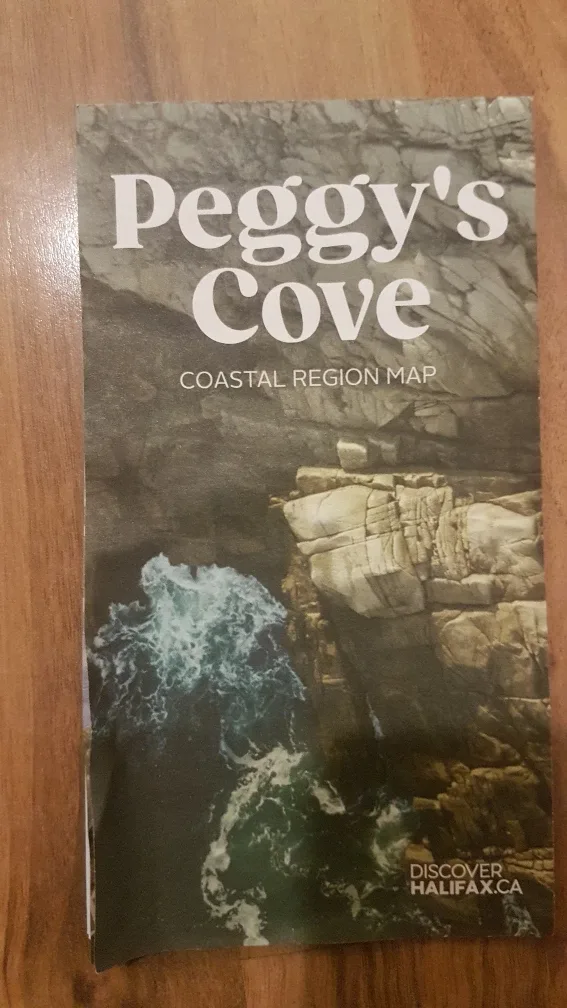 Peggy's
Cove
COASTAL REGION MAP
DISCOVER
HALIFAX.CA